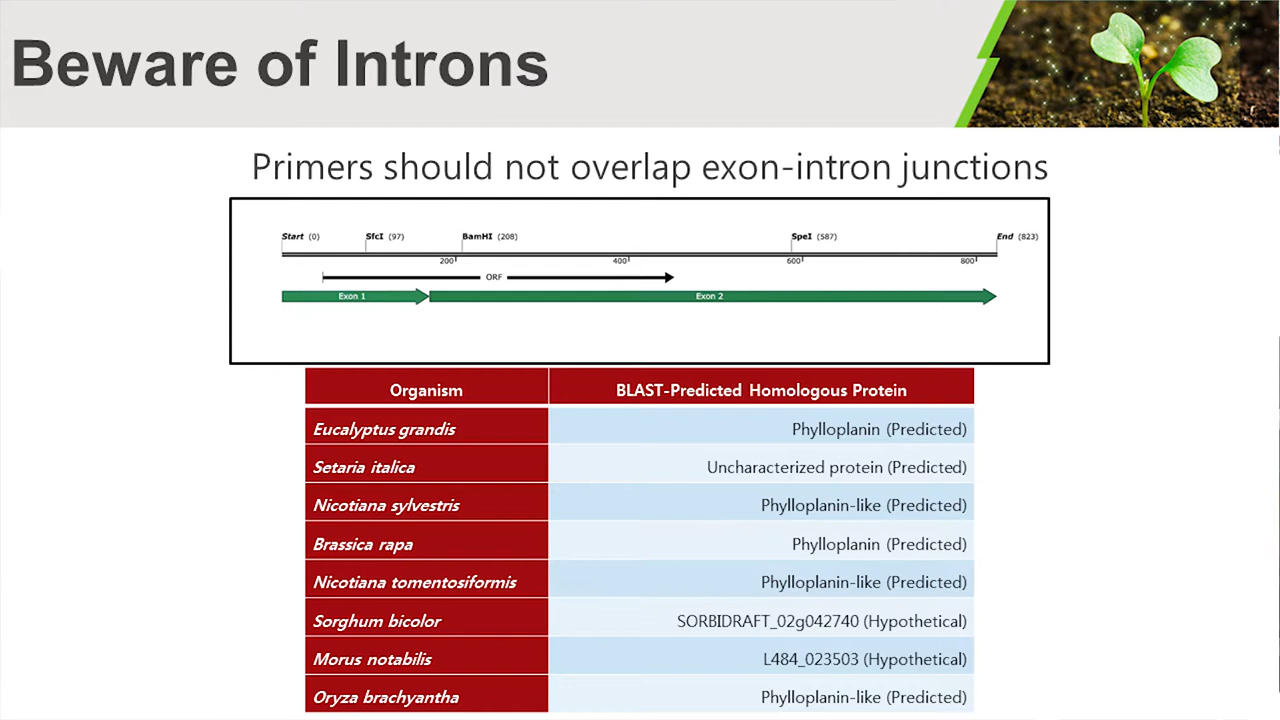 Beware of Introns
Primers should not overlap exon-intron junctions
Start (0) SfcI (97) BamHI (208) SpeI (587) End (823)
200 400 600 800
ORF
Exon 1 Exon 2
Organism BLAST-Predicted Homologous Protein
Eucalyptus grandis Phylloplanin (Predicted)
Setaria italica Uncharacterized protein (Predicted)
Nicotiana sylvestris Phylloplanin-like (Predicted)
Brassica rapa Phylloplanin (Predicted)
Nicotiana tomentosiformis Phylloplanin-like (Predicted)
Sorghum bicolor SORBIDRAFT_02g042740 (Hypothetical)
Morus notabilis L484_023503 (Hypothetical)
Oryza brachyantha Phylloplanin-like (Predicted)